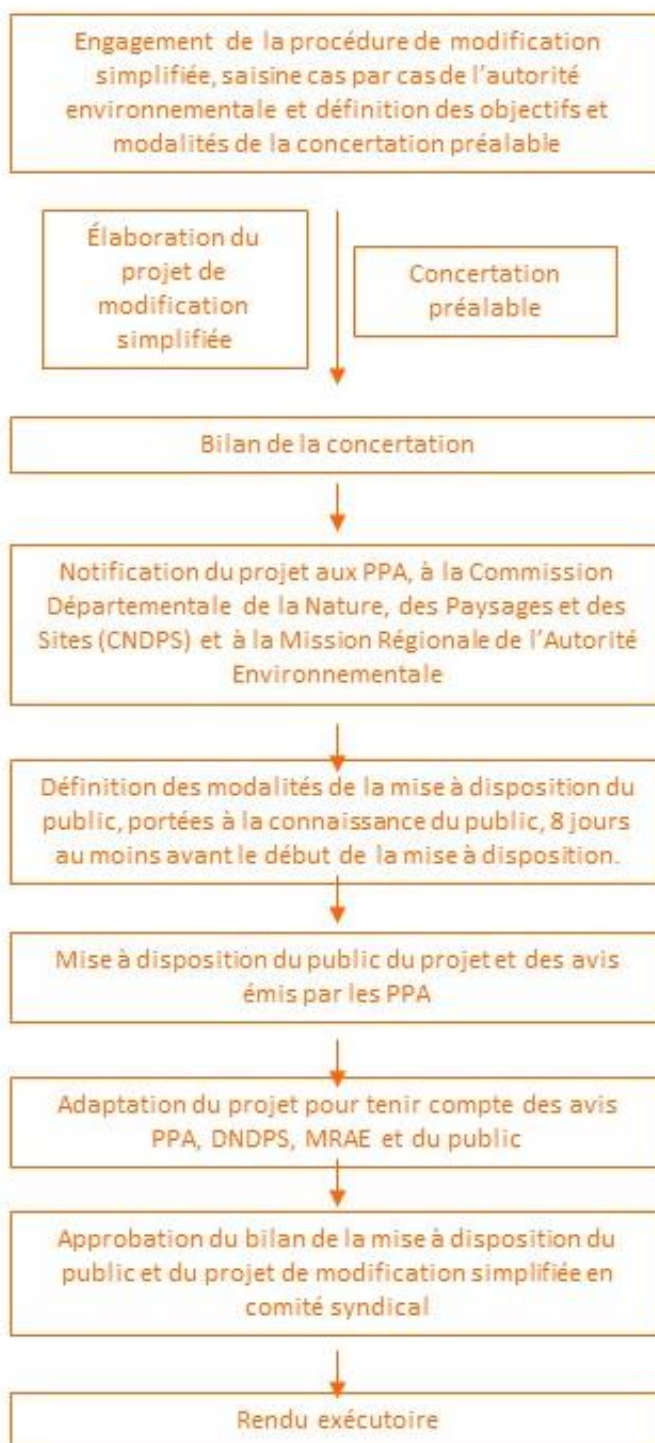 Engagement de la procédure de modification
simplifiée, saisine cas par cas de l'autorité
environnementale et définition des objectifs et
modalités de la concertation préalable
Élaboration du
projet de
modification
simplifiée
Concertation
préalable
Bilan de la concertation
Notification du projet aux PPA, à la Commission
Départementale de la Nature, des Paysages et des
Sites (CNDPS) et à la Mission Régionale de l'Autorité
Environnementale
Définition des modalités de la mise à disposition du
public, portées à la connaissance du public, 8 jours
au moins avant le début de la mise à disposition.
Mise à disposition du public du projet et des avis
émis par les PPA
Adaptation du projet pour tenir compte des avis
PPA, DNDPS, MRAE et du public
Approbation du bilan de la mise à disposition du
public et du projet de modification simplifiée en
comité syndical
Rendu exécutoire